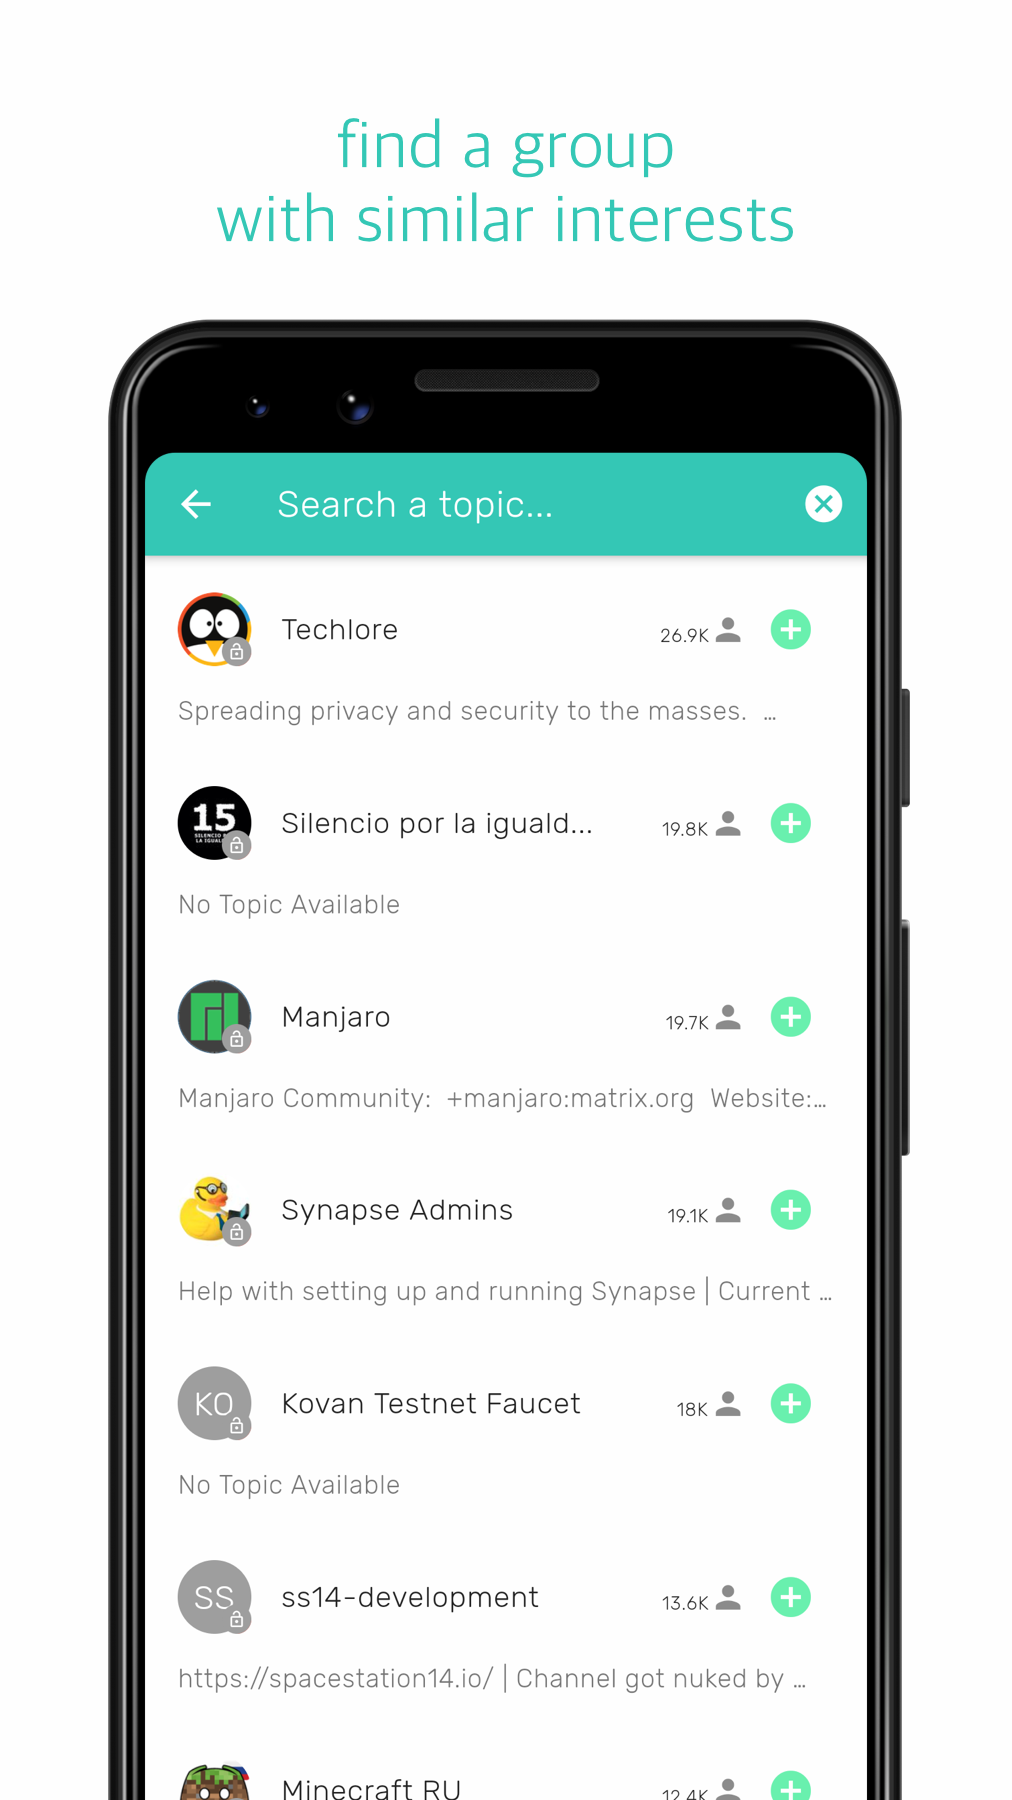 find a group
with similar interests
Search a topic...
Techlore
26.9K
Spreading privacy and security to the masses. ...
15
SILENCIO
LA IGUAL
Silencio por la iguald...
19.8K
No Topic Available
Manjaro
19.7K
Manjaro Community: +manjaro:matrix.org Website:...
Synapse Admins
19.1K
Help with setting up and running Synapse | Current ...
KO
Kovan Testnet Faucet
18K
No Topic Available
SS
ss14-development
13.6K
https://spacestation14.io/ | Channel got nuked by ...
Minecraft RU
12.4K